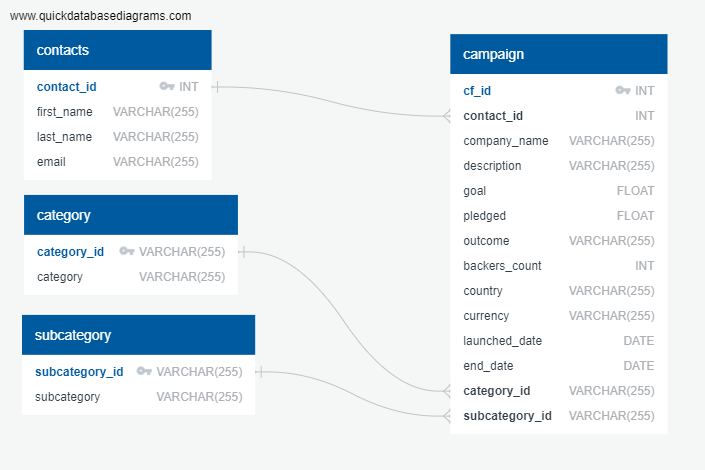 www.quickdatabasediagrams.com
contacts
contact_id INT
first_name VARCHAR(255)
last_name VARCHAR(255)
email VARCHAR(255)
category
category_id VARCHAR(255)
category VARCHAR(255)
subcategory
subcategory_id VARCHAR(255)
subcategory VARCHAR(255)
campaign
cf_id INT
contact_id INT
company_name VARCHAR(255)
description VARCHAR(255)
goal FLOAT
pledged FLOAT
outcome VARCHAR(255)
backers_count INT
country VARCHAR(255)
currency VARCHAR(255)
launched_date DATE
end_date DATE
category_id VARCHAR(255)
subcategory_id VARCHAR(255)